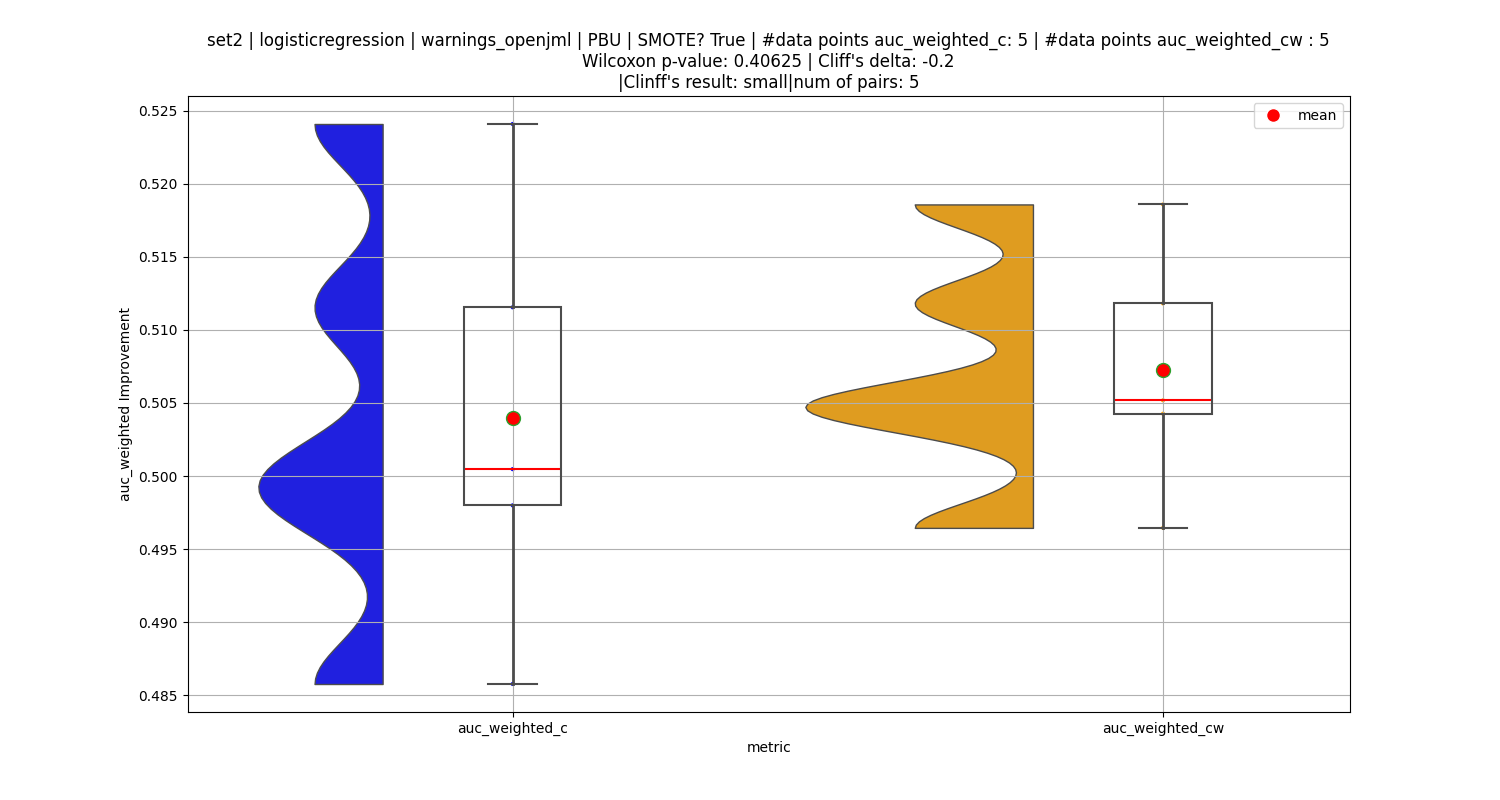 set2 | logisticregression | warnings_openjml | PBU | SMOTE? True | #data points auc_weighted_c: 5 | #data points auc_weighted_cw : 5
Wilcoxon p-value: 0.40625 | Cliff's delta: -0.2
|Clinff's result: small|num of pairs: 5
mean
0.525
0.520
0.515
0.510
0.505
0.500
0.495
0.490
0.485
auc_weighted Improvement
auc_weighted_c
auc_weighted_cw
metric